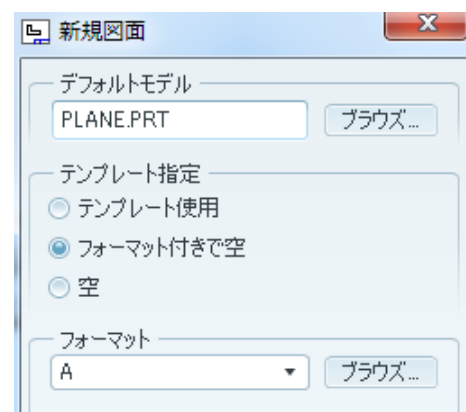 新規図面
デフォルトモデル
PLANE.PRT ブラウズ...
テンプレート指定
テンプレート使用
フォーマット付きで空
空
フォーマット
A ブラウズ...